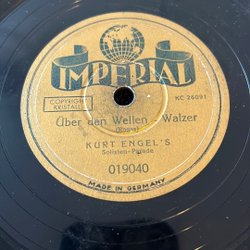 IMPERIAL
COPYRIGHT
KRISTALL
KC 26091
Über den Wellen - Walzer
(Rosas)
KURT ENGEL'S
Solisten-Parade
019040
MADE IN GERMANY